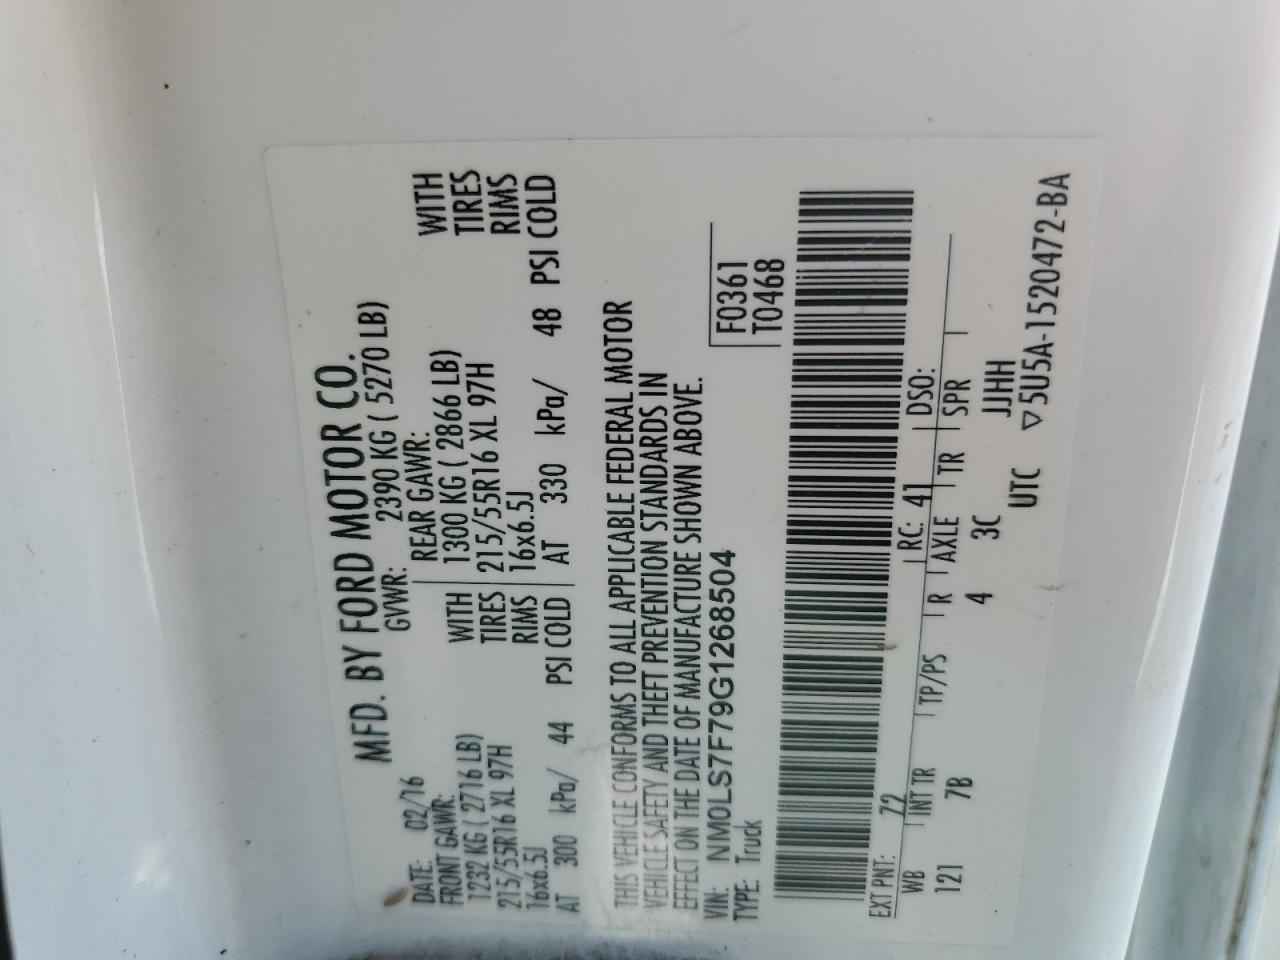 MFD. BY FORD MOTOR CO.
DATE: 02/16 GVWR: 2390 KG ( 5270 LB)
FRONT GAWR: REAR GAWR:
1232 KG ( 2716 LB) WITH 1300 KG ( 2866 LB) WITH
215/55R16 XL 97H TIRES 215/55R16 XL 97H TIRES
16x6.5J RIMS 16x6.5J RIMS
AT 300 kPa/ 44 PSI COLD AT 330 kPa/ 48 PSI COLD
THIS VEHICLE CONFORMS TO ALL APPLICABLE FEDERAL MOTOR
VEHICLE SAFETY AND THEFT PREVENTION STANDARDS IN
EFFECT ON THE DATE OF MANUFACTURE SHOWN ABOVE.
VIN: NM0LS7F79G1268504 F0361
TYPE: Truck T0468
EXT PNT: 72 RC: 41 DSO:
WB INT TR TP/PS R AXLE TR SPR
121 7B 4 3C JJHH
UTC ▽5U5A-1520472-BA